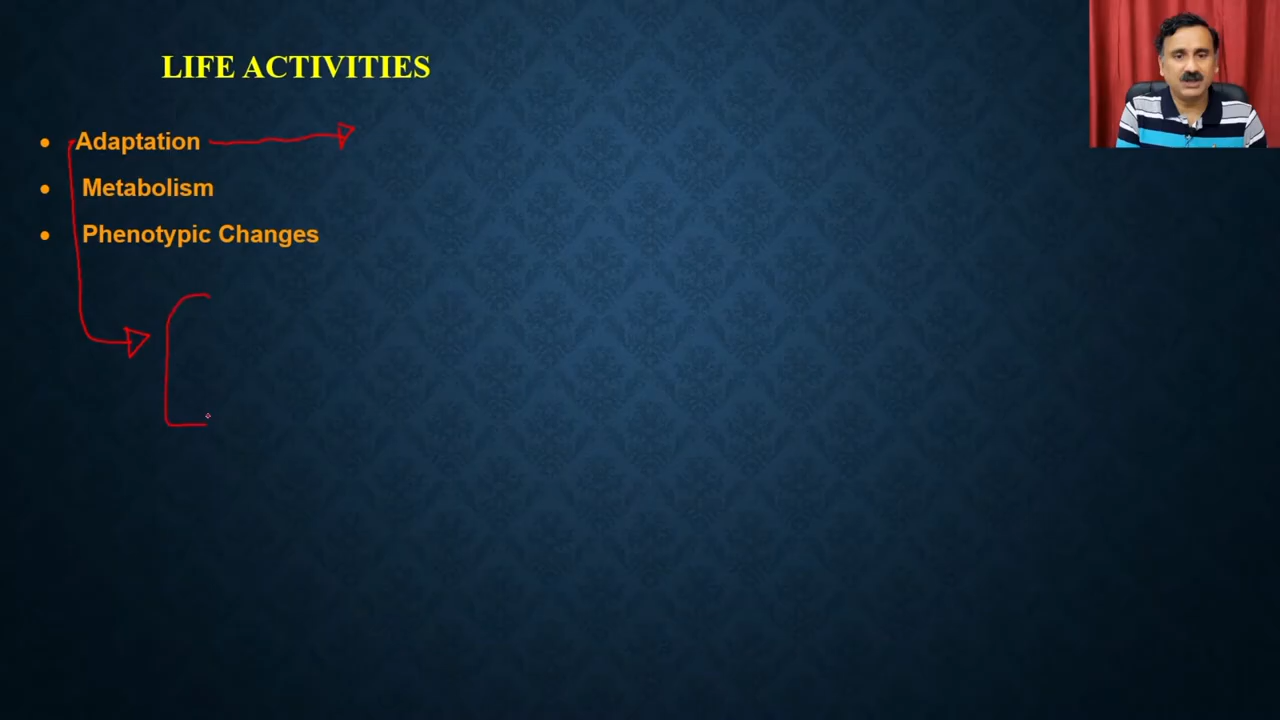 LIFE ACTIVITIES
• Adaptation
• Metabolism
• Phenotypic Changes